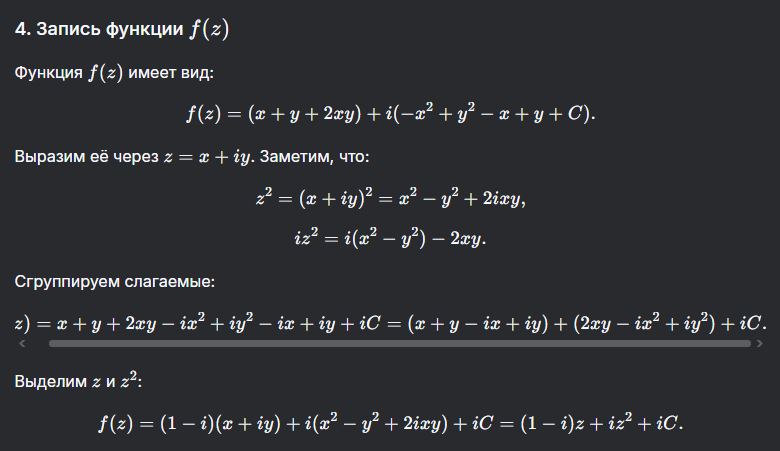 4. Запись функции f(z)
Функция f(z) имеет вид:
f(z) = (x + y + 2xy) + i(−x² + y² − x + y + C).
Выразим её через z = x + iy. Заметим, что:
z² = (x + iy)² = x² − y² + 2ixy,
iz² = i(x² − y²) − 2xy.
Сгруппируем слагаемые:
z) = x + y + 2xy − ix² + iy² − ix + iy + iC = (x + y − ix + iy) + (2xy − ix² + iy²) + iC.
Выделим z и z²:
f(z) = (1 − i)(x + iy) + i(x² − y² + 2ixy) + iC = (1 − i)z + iz² + iC.